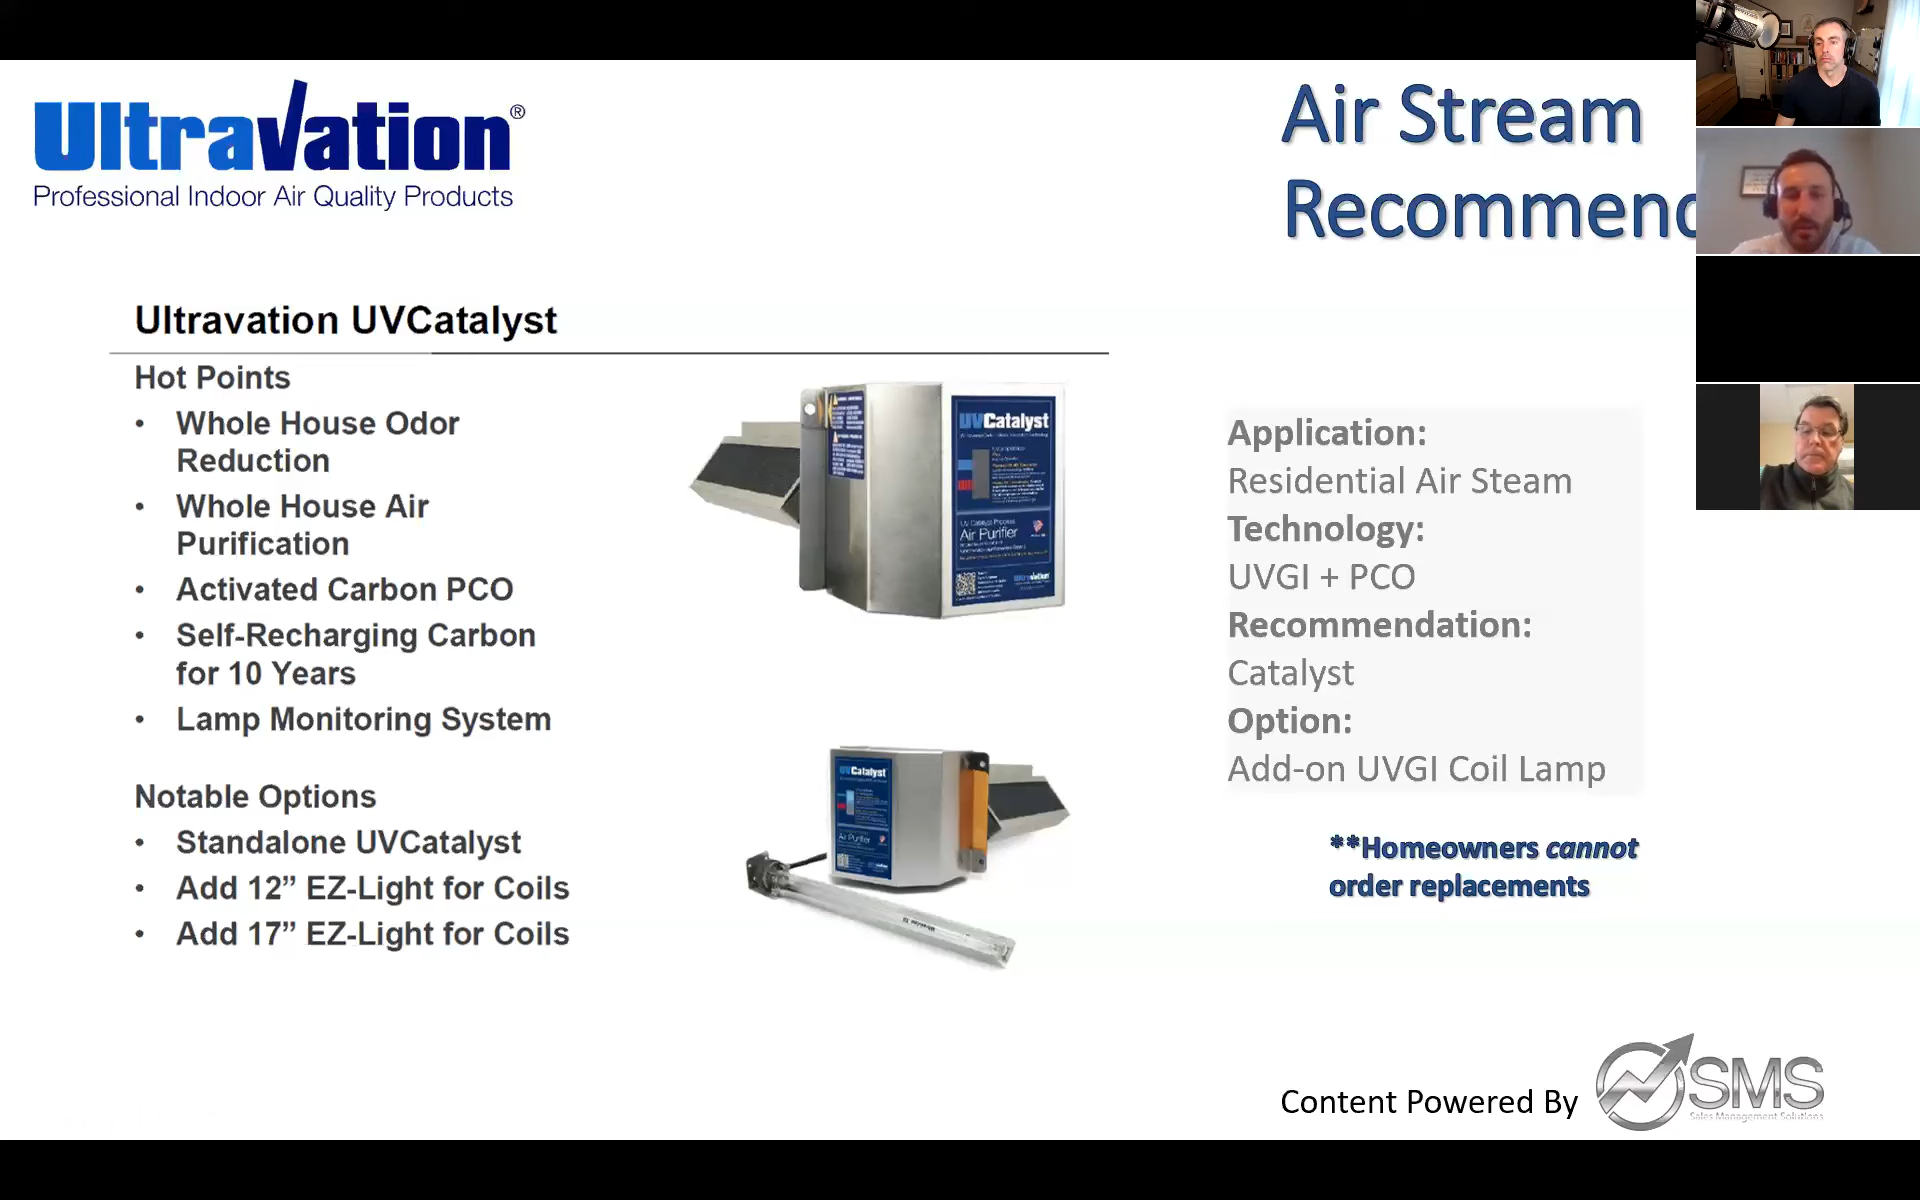 Ultravation®
Professional Indoor Air Quality Products
Air Stream
Recommend
Ultravation UVCatalyst
Hot Points
• Whole House Odor
Reduction
• Whole House Air
Purification
• Activated Carbon PCO
• Self-Recharging Carbon
for 10 Years
• Lamp Monitoring System
Notable Options
• Standalone UVCatalyst
• Add 12” EZ-Light for Coils
• Add 17” EZ-Light for Coils
UVCatalyst
UV Catalyst Process
Air Purifier
Ultravation
UVCatalyst
Air Purifier
Application:
Residential Air Steam
Technology:
UVGI + PCO
Recommendation:
Catalyst
Option:
Add-on UVGI Coil Lamp
**Homeowners cannot
order replacements
Content Powered By
SMS
Sales Management Solutions